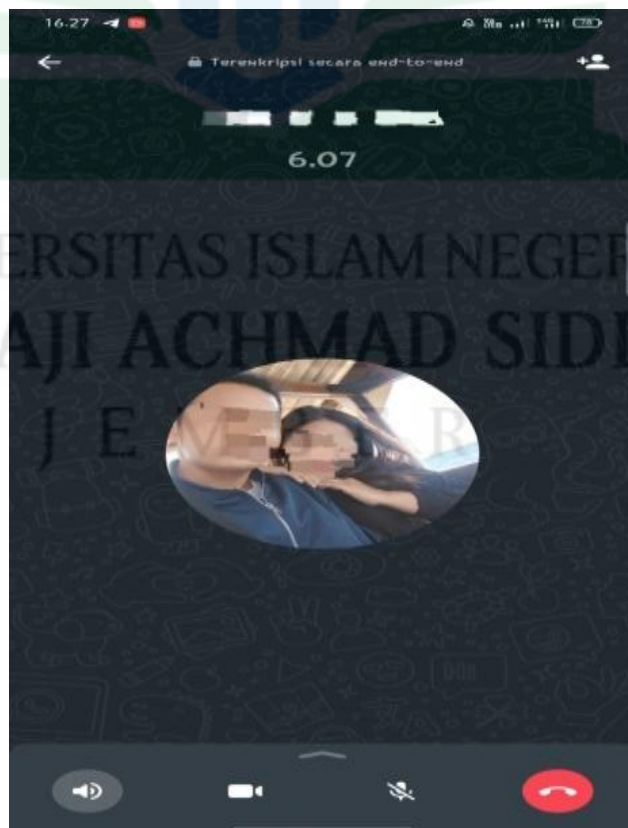 16.27
Terenkripsi secara end-to-end
6.07
ERSITAS ISLAM NEGER
AJI ACHMAD SIDI
J E M B E R